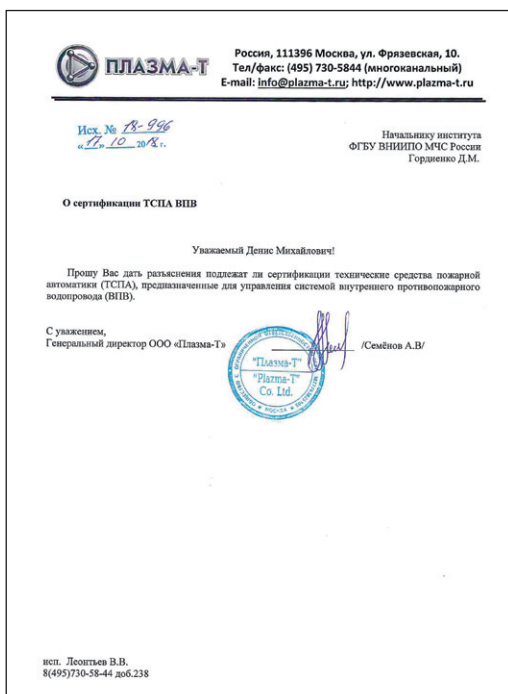 ПЛАЗМА-Т
Россия, 111396 Москва, ул. Фрязевская, 10.
Тел/факс: (495) 730-5844 (многоканальный)
E-mail: info@plazma-t.ru; http://www.plazma-t.ru
Исх. № 18-996
«17» 10 2018 г.
Начальнику института
ФГБУ ВНИИПО МЧС России
Гордиенко Д.М.
О сертификации ТСПА ВПВ
Уважаемый Денис Михайлович!
Прошу Вас дать разъяснения подлежат ли сертификации технические средства пожарной
автоматики (ТСПА), предназначенные для управления системой внутреннего противопожарного
водопровода (ВПВ).
С уважением,
Генеральный директор ООО «Плазма-Т» /Семёнов А.В/
"Плазма-Т"
"Plazma-T"
Co. Ltd.
исп. Леонтьев В.В.
8(495)730-58-44 доб.238